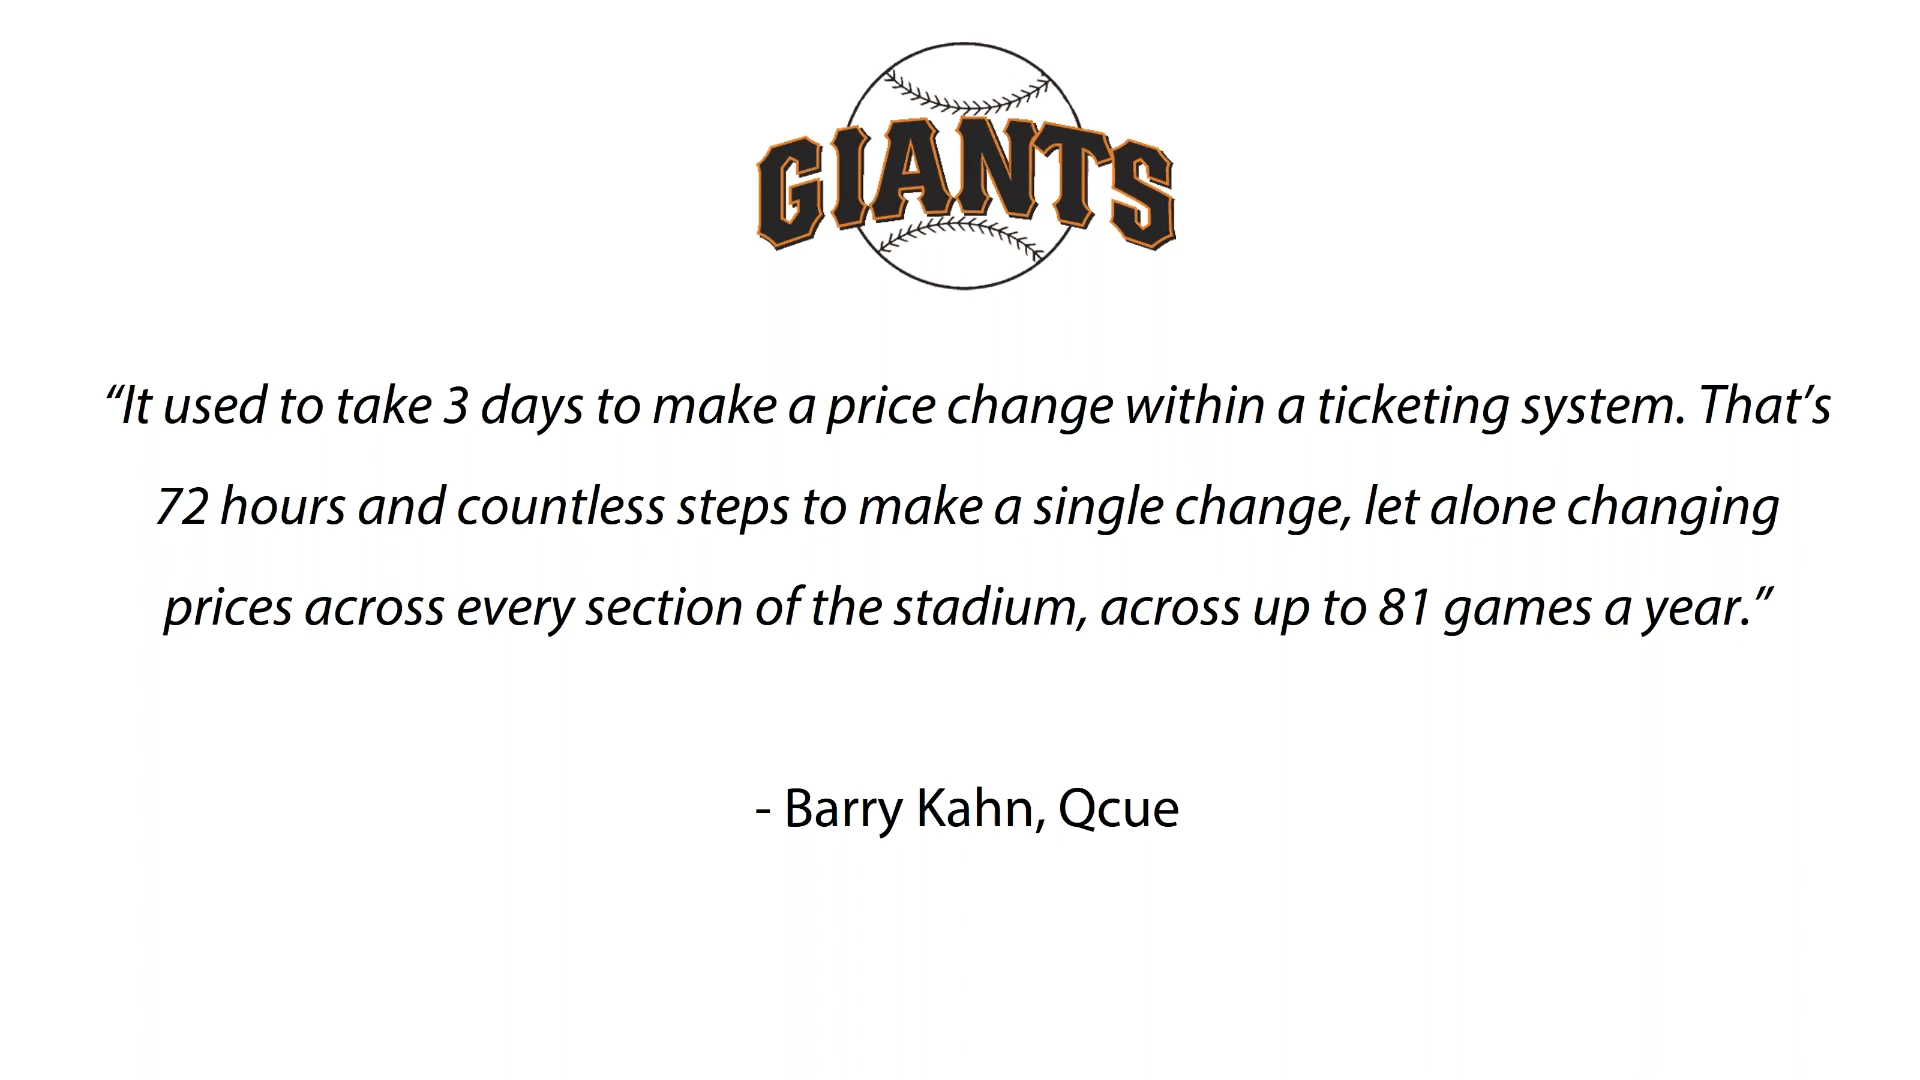 GIANTS
“It used to take 3 days to make a price change within a ticketing system. That’s
72 hours and countless steps to make a single change, let alone changing
prices across every section of the stadium, across up to 81 games a year.”
- Barry Kahn, Qcue